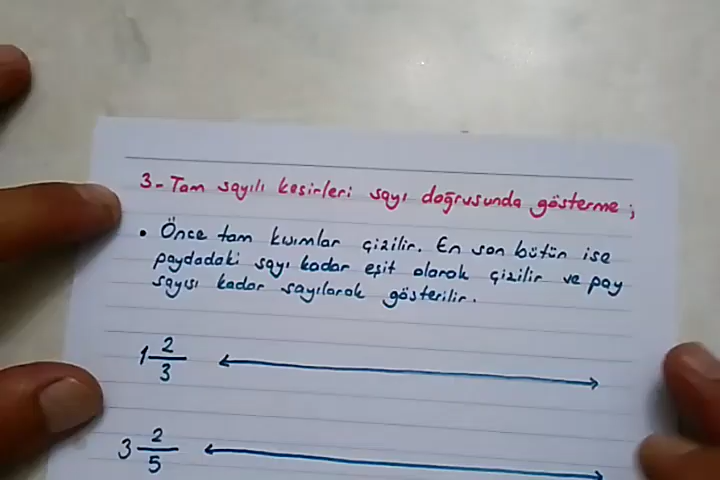 3-Tam sayılı kesirleri sayı doğrusunda gösterme;
• Önce tam kısımlar çizilir. En son bütün ise
paydadaki sayı kadar eşit olarak çizilir ve pay
sayısı kadar sayılarak gösterilir.
1 2/3
3 2/5